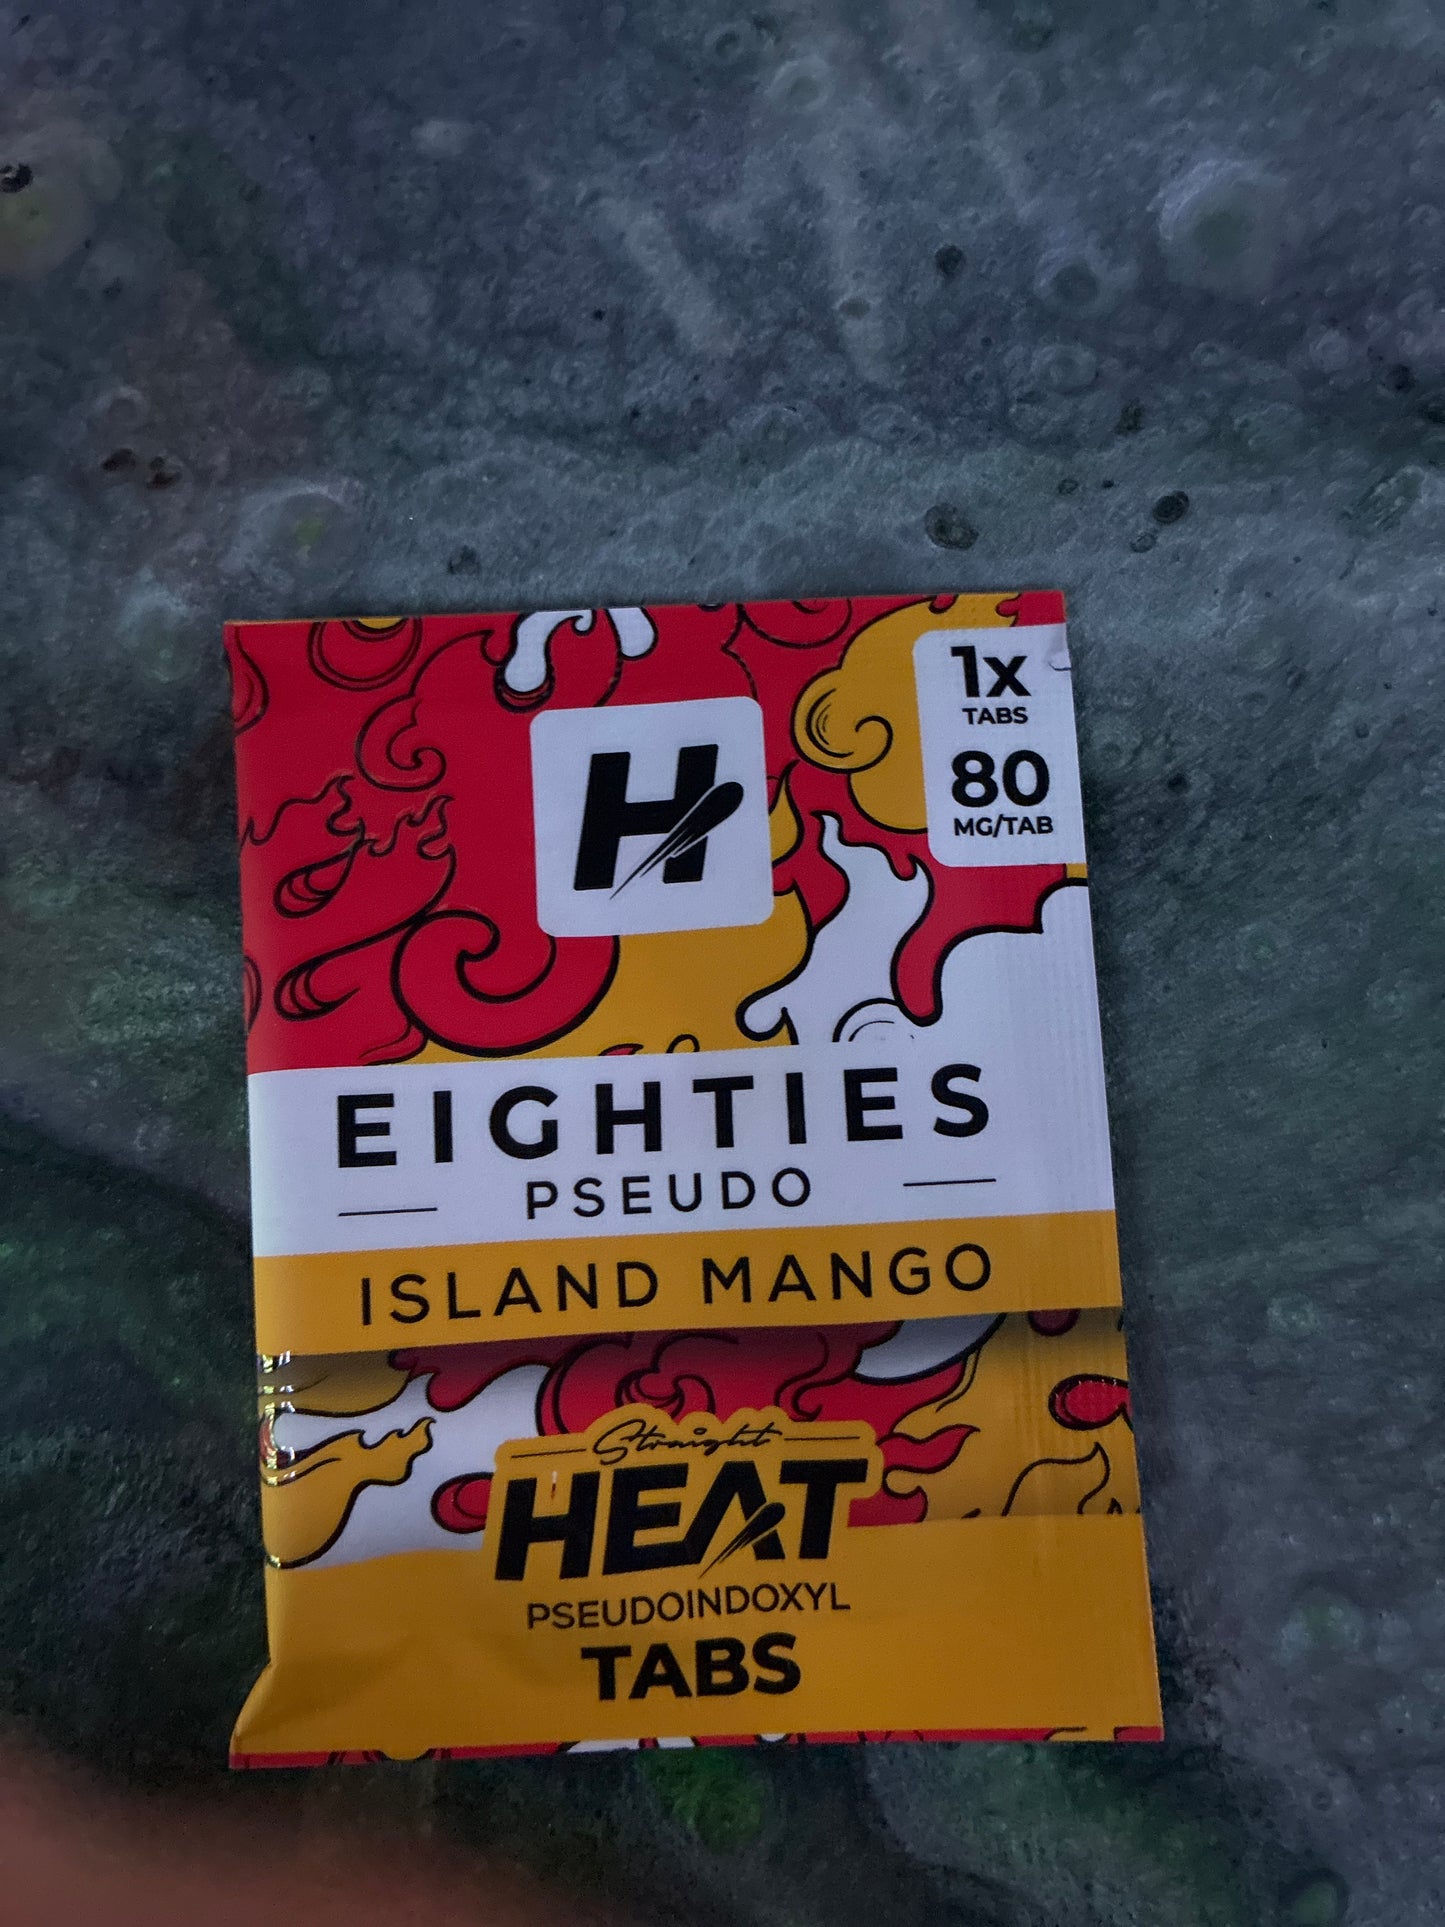 H
1x
TABS
80
MG/TAB
EIGHTIES
PSEUDO
ISLAND MANGO
Straight
HEAT
PSEUDOINDOXYL
TABS